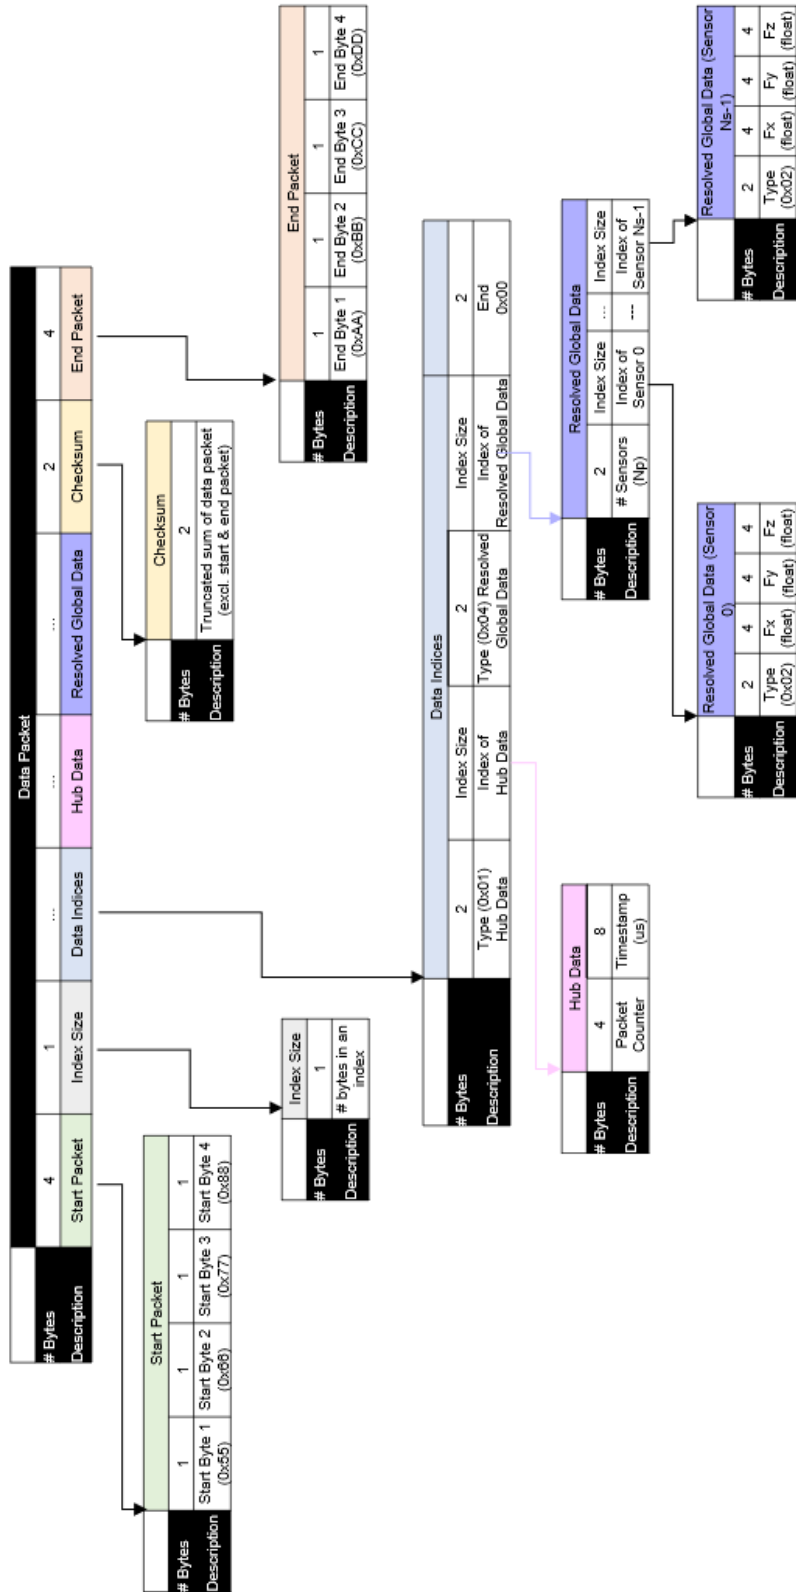 Data Packet
# Bytes 4 1 ... ... ... 2 4
Description Start Packet Index Size Data Indices Hub Data Resolved Global Data Checksum End Packet
Start Packet
# Bytes 1 1 1 1
Description Start Byte 1 Start Byte 2 Start Byte 3 Start Byte 4
(0x55) (0x66) (0x77) (0x88)
Checksum
# Bytes 2
Description Truncated sum of data packet
(excl. start & end packet)
Index Size
# Bytes 1
Description # bytes in an
index
End Packet
# Bytes 1 1 1 1
Description End Byte 1 End Byte 2 End Byte 3 End Byte 4
(0xAA) (0xBB) (0xCC) (0xDD)
Data Indices
# Bytes 2 Index Size 2 Index Size 2
Description Type (0x01) Index of Type (0x04) Resolved Index of End
Hub Data Hub Data Global Data Resolved Global Data 0x00
Hub Data
# Bytes 4 8
Description Packet Timestamp
Counter (us)
Resolved Global Data
# Bytes 2 Index Size ... Index Size
Description # Sensors Index of --- Index of
(Np) Sensor 0 Sensor Ns-1
Resolved Global Data (Sensor
0)
# Bytes 2 4 4 4
Description Type Fx Fy Fz
(0x02) (float) (float) (float)
Resolved Global Data (Sensor
Ns-1)
# Bytes 2 4 4 4
Description Type Fx Fy Fz
(0x02) (float) (float) (float)